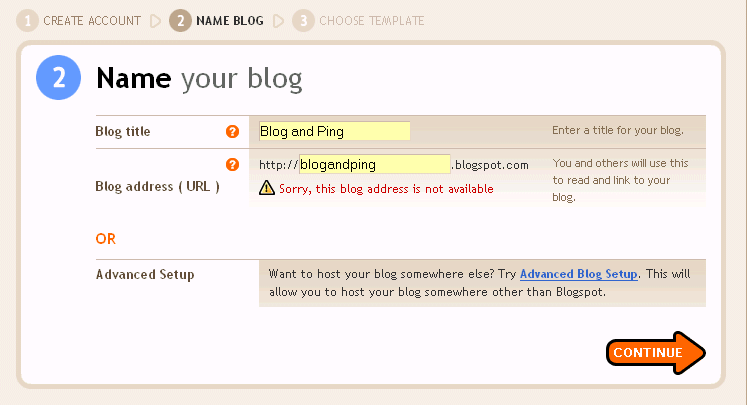 1 CREATE ACCOUNT 2 NAME BLOG 3 CHOOSE TEMPLATE
2 Name your blog
Blog title ? Blog and Ping Enter a title for your blog.
Blog address ( URL ) ? http://blogandping.blogspot.com
Sorry, this blog address is not available
You and others will use this
to read and link to your
blog.
OR
Advanced Setup
Want to host your blog somewhere else? Try Advanced Blog Setup. This will
allow you to host your blog somewhere other than Blogspot.
CONTINUE